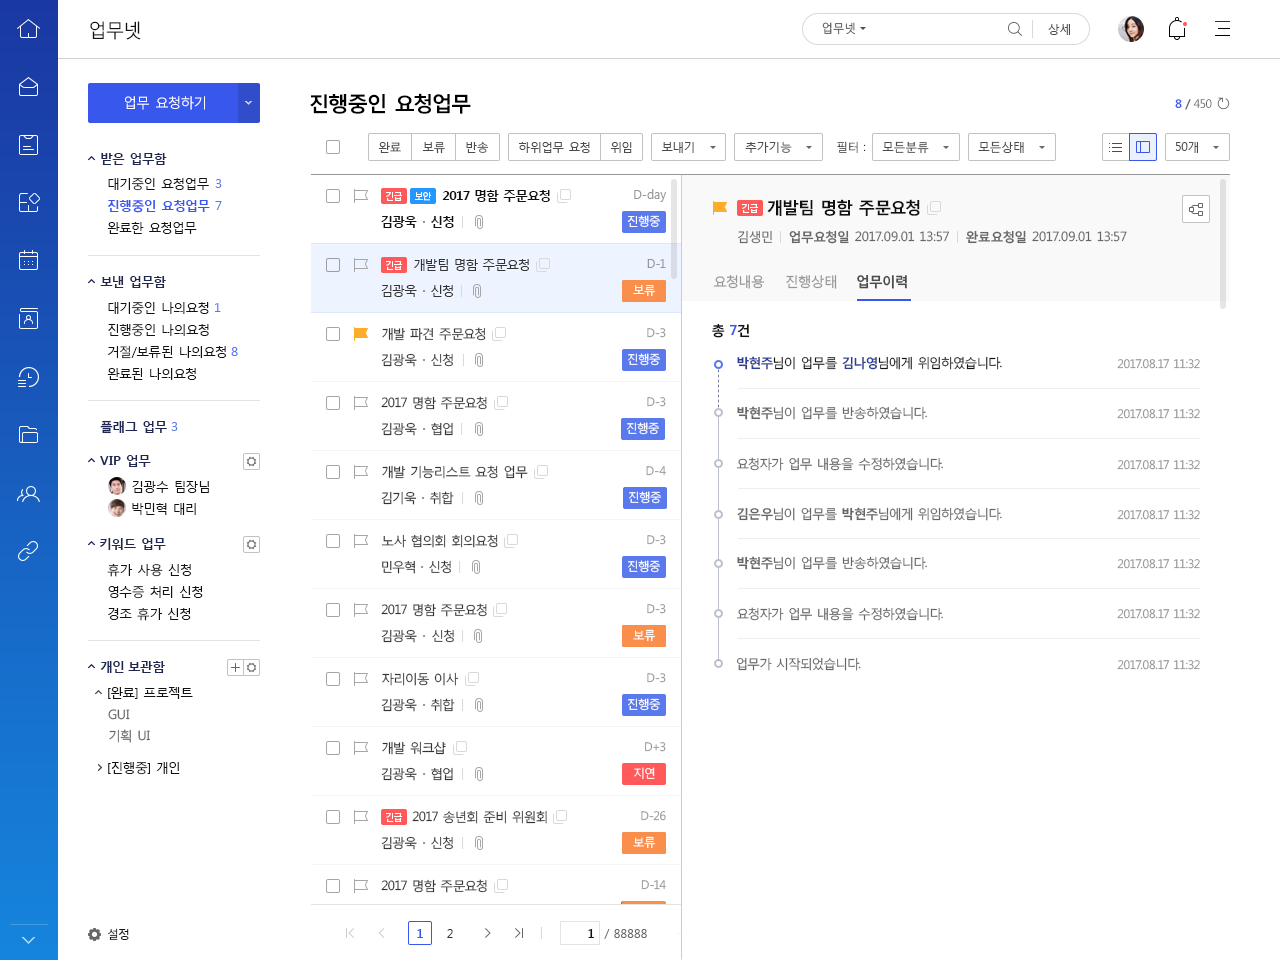 업무넷
업무넷
상세
업무 요청하기
받은 업무함
대기중인 요청업무 3
진행중인 요청업무 7
완료한 요청업무
보낸 업무함
대기중인 나의요청 1
진행중인 나의요청
거절/보류된 나의요청 8
완료된 나의요청
플래그 업무 3
VIP 업무
김광수 팀장님
박민혁 대리
키워드 업무
휴가 사용 신청
영수증 처리 신청
경조 휴가 신청
개인 보관함
[완료] 프로젝트
GUI
기획 UI
[진행중] 개인
설정
진행중인 요청업무
8 / 450
완료 보류 반송 하위업무 요청 위임 보내기 추가기능 필터 : 모든분류 모든상태 50개
긴급 보안 2017 명함 주문요청 D-day
김광욱 · 신청 진행중
긴급 개발팀 명함 주문요청 D-1
김광욱 · 신청 보류
개발 파견 주문요청 D-3
김광욱 · 신청 진행중
2017 명함 주문요청 D-3
김광욱 · 협업 진행중
개발 기능리스트 요청 업무 D-4
김기욱 · 취합 진행중
노사 협의회 회의요청 D-3
민우혁 · 신청 진행중
2017 명함 주문요청 D-3
김광욱 · 신청 보류
자리이동 이사 D-3
김광욱 · 취합 진행중
개발 워크샵 D+3
김광욱 · 협업 지연
긴급 2017 송년회 준비 위원회 D-26
김광욱 · 신청 보류
2017 명함 주문요청 D-14
1 2 1 / 88888
긴급 개발팀 명함 주문요청
김생민 업무요청일 2017.09.01 13:57 완료요청일 2017.09.01 13:57
요청내용 진행상태 업무이력
총 7건
박현주님이 업무를 김나영님에게 위임하였습니다. 2017.08.17 11:32
박현주님이 업무를 반송하였습니다. 2017.08.17 11:32
요청자가 업무 내용을 수정하였습니다. 2017.08.17 11:32
김은우님이 업무를 박현주님에게 위임하였습니다. 2017.08.17 11:32
박현주님이 업무를 반송하였습니다. 2017.08.17 11:32
요청자가 업무 내용을 수정하였습니다. 2017.08.17 11:32
업무가 시작되었습니다. 2017.08.17 11:32